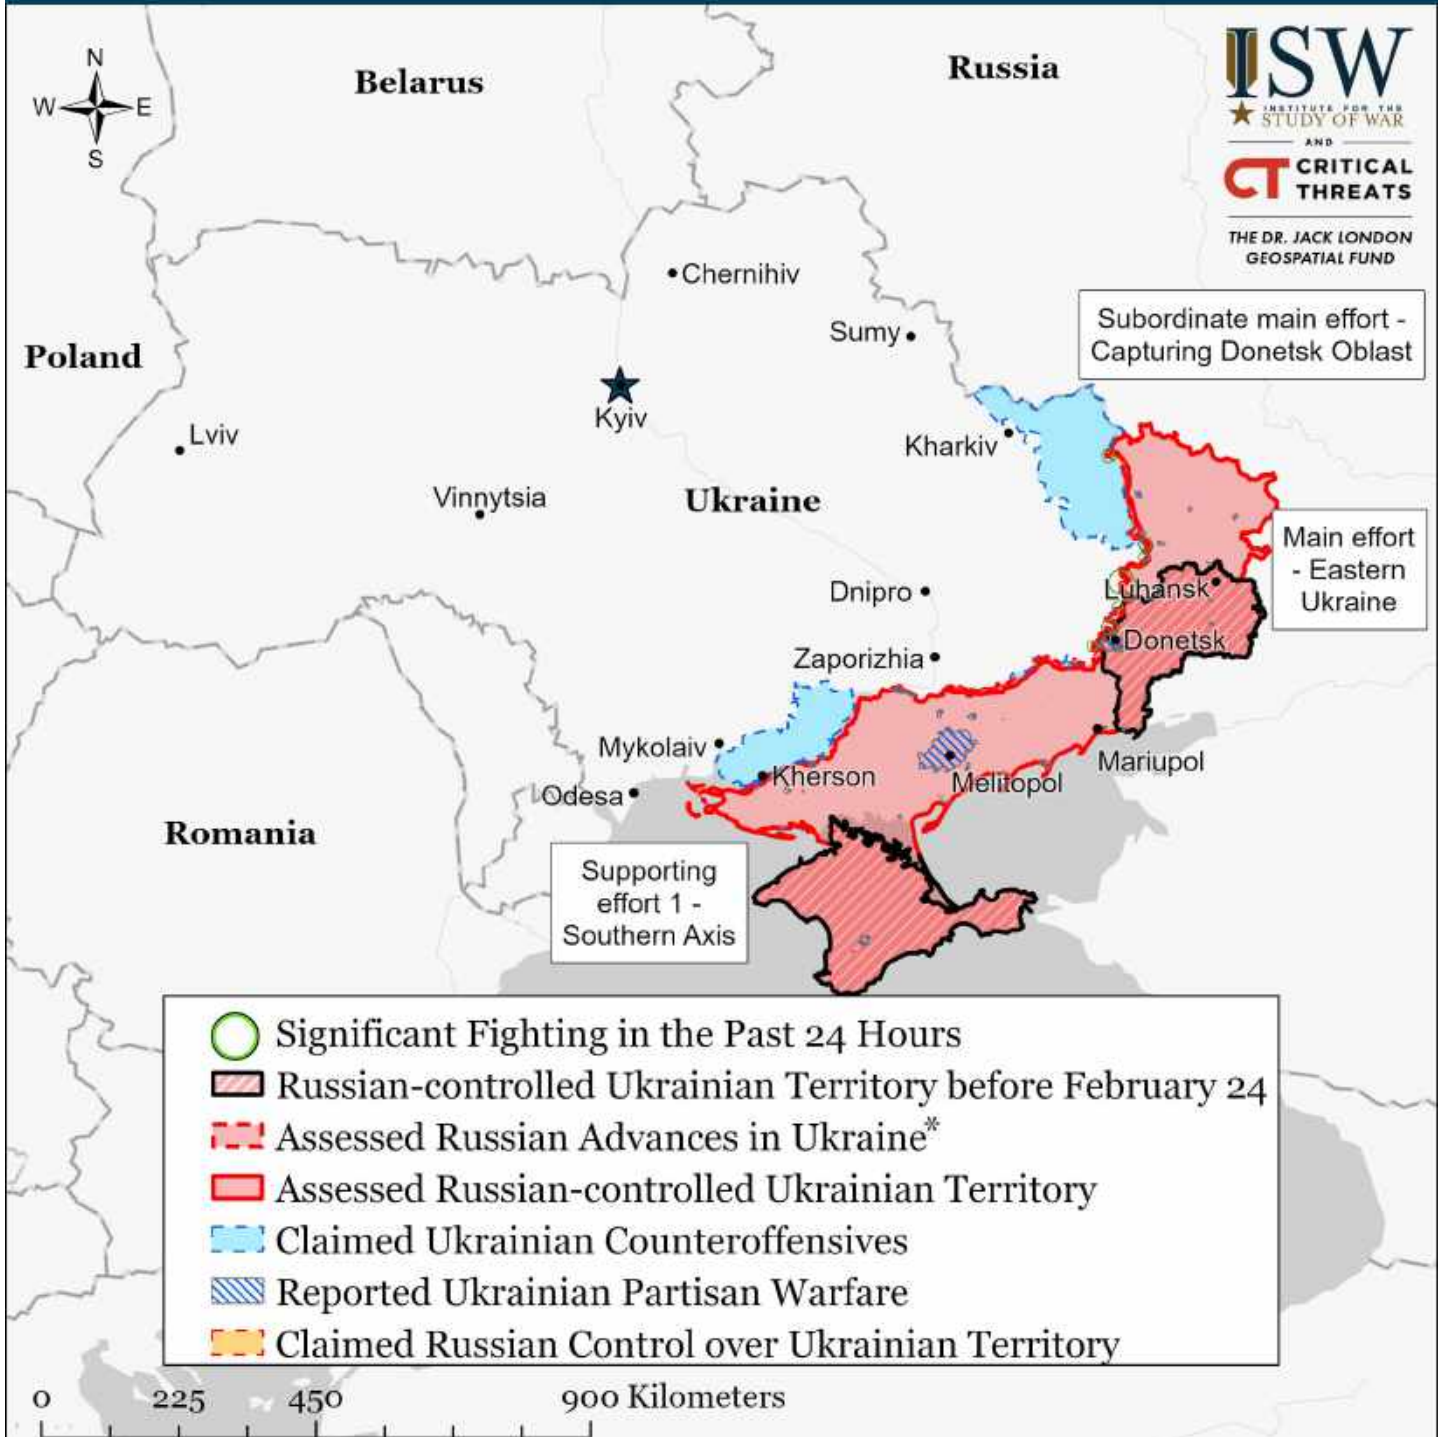 N
W E
S
Belarus
Russia
ISW
INSTITUTE FOR THE
STUDY OF WAR
AND
CT CRITICAL
THREATS
THE DR. JACK LONDON
GEOSPATIAL FUND
Chernihiv
Sumy
Subordinate main effort -
Capturing Donetsk Oblast
Poland
Kyiv
Lviv
Kharkiv
Vinnytsia
Ukraine
Main effort
- Eastern
Ukraine
Dnipro
Luhansk
Donetsk
Zaporizhia
Mykolaiv
Mariupol
Kherson
Melitopol
Odesa
Romania
Supporting
effort 1 -
Southern Axis
Significant Fighting in the Past 24 Hours
Russian-controlled Ukrainian Territory before February 24
Assessed Russian Advances in Ukraine*
Assessed Russian-controlled Ukrainian Territory
Claimed Ukrainian Counteroffensives
Reported Ukrainian Partisan Warfare
Claimed Russian Control over Ukrainian Territory
0 225 450 900 Kilometers